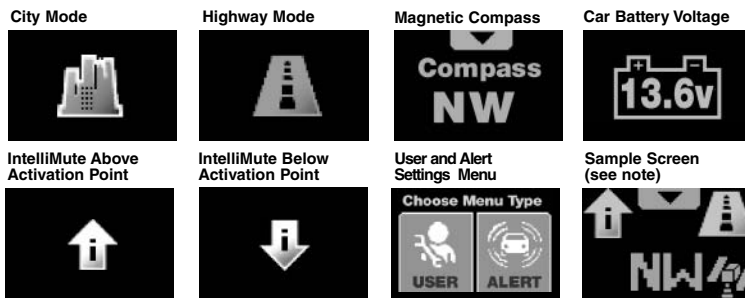 City Mode
Highway Mode
Magnetic Compass
Car Battery Voltage
Compass
NW
+ −
13.6v
IntelliMute Above
Activation Point
IntelliMute Below
Activation Point
User and Alert
Settings Menu
Sample Screen
(see note)
i
i
Choose Menu Type
USER
ALERT
i
NW